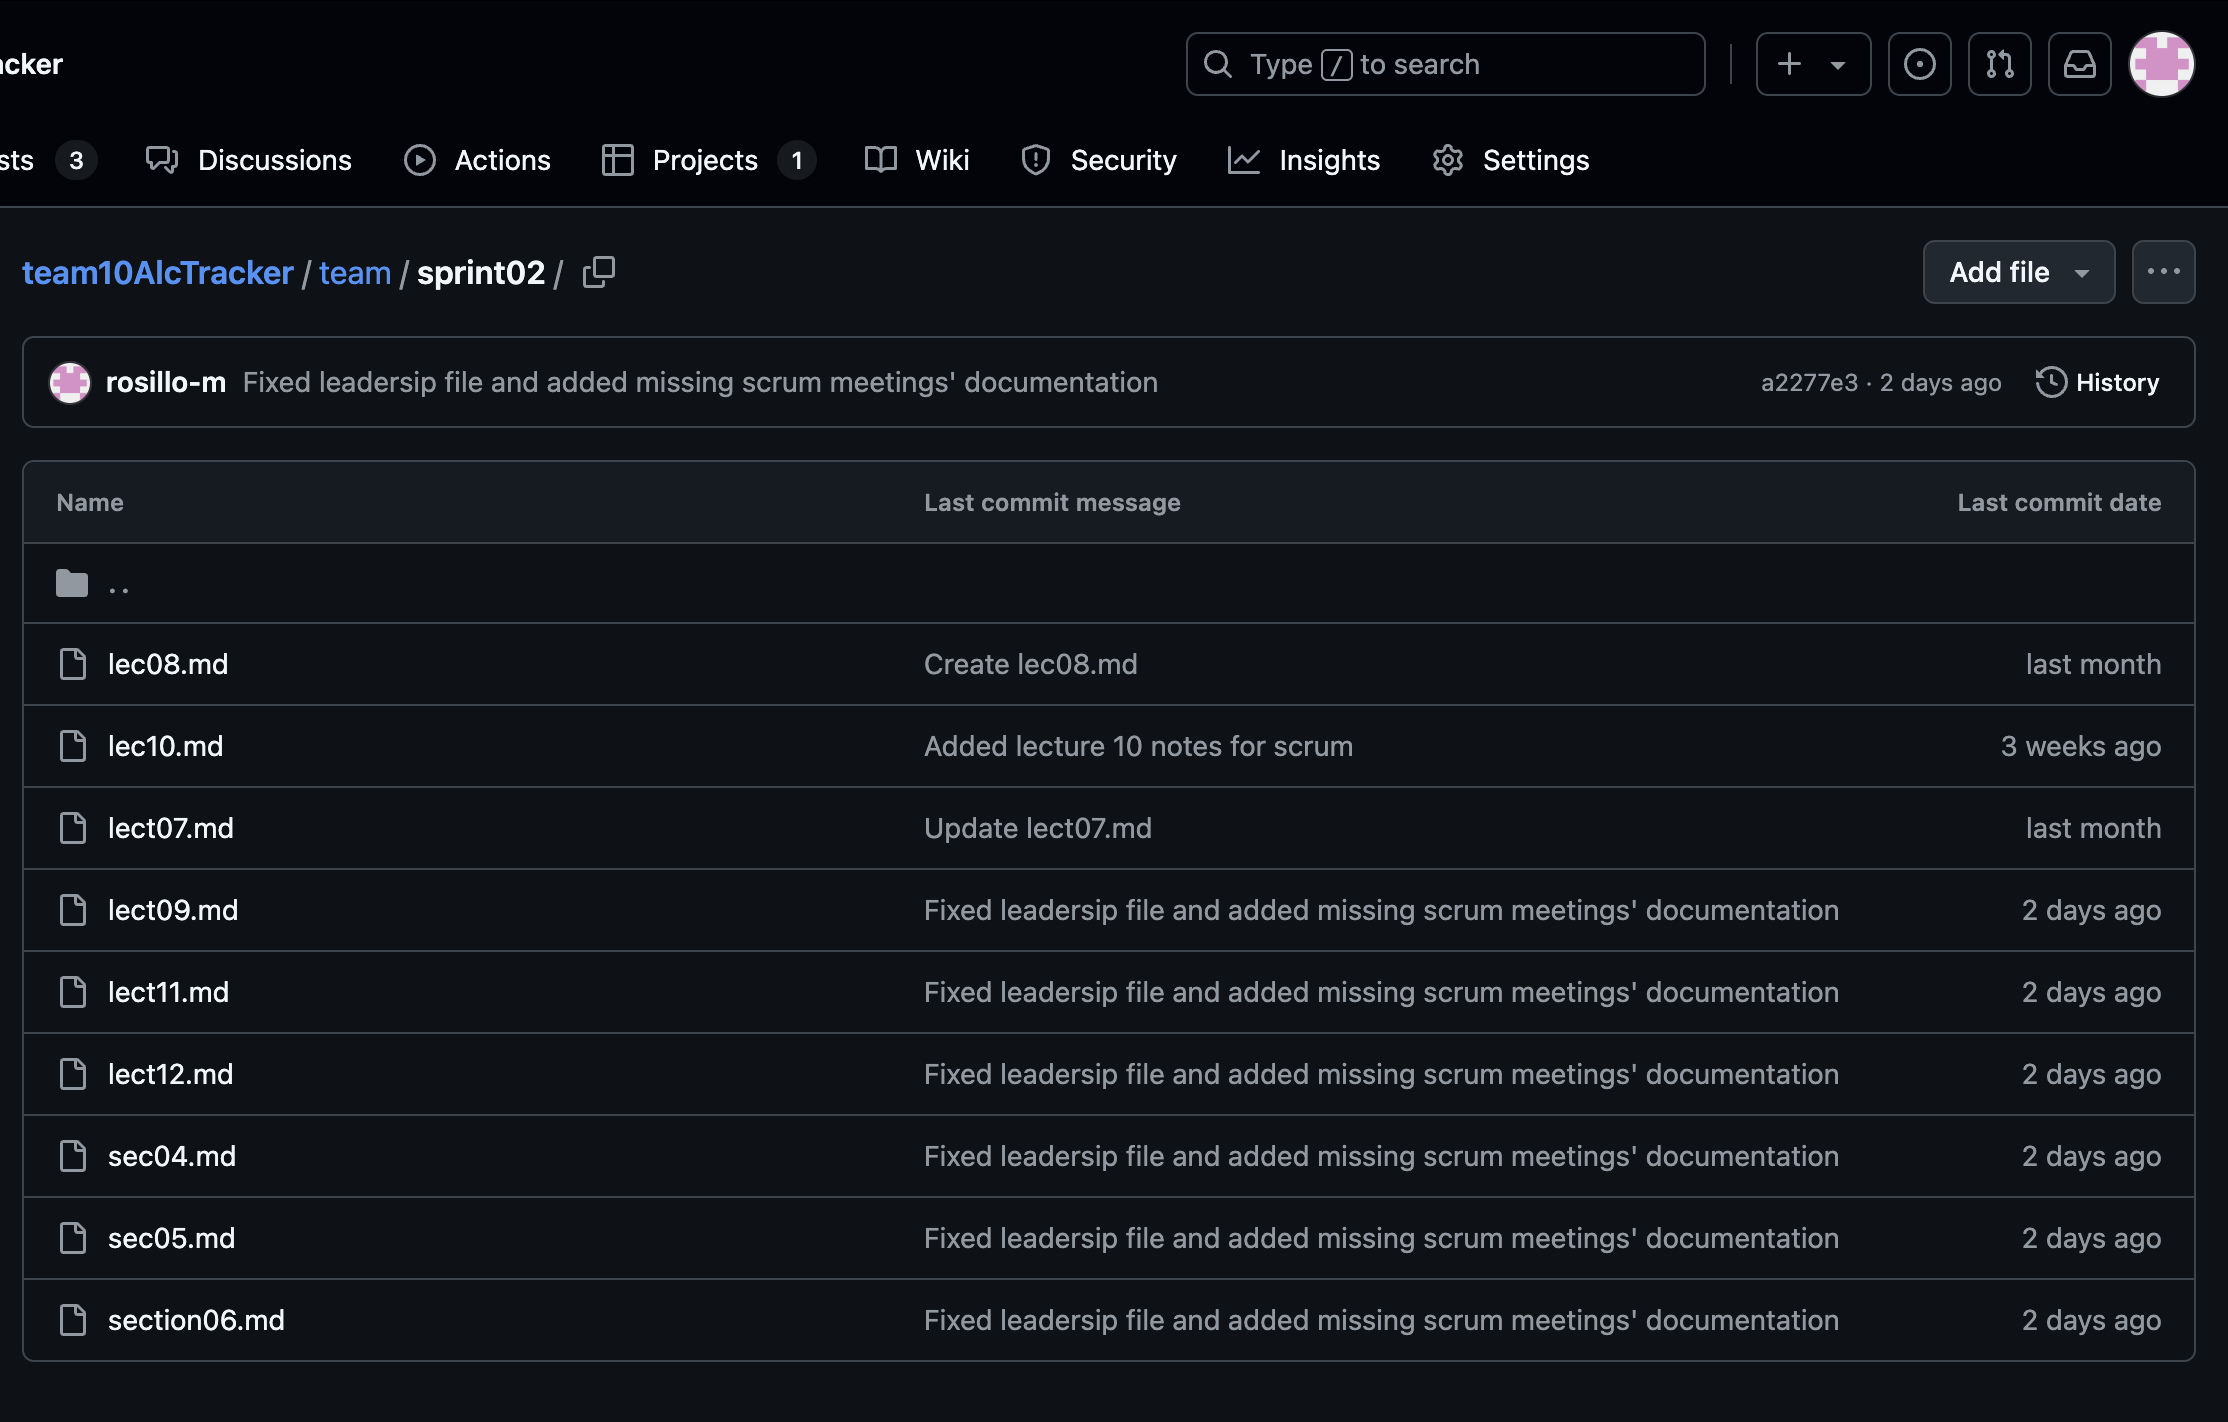 acker
Type / to search
sts 3 Discussions Actions Projects 1 Wiki Security Insights Settings
team10AlcTracker / team / sprint02 /
Add file
rosillo-m Fixed leadersip file and added missing scrum meetings' documentation a2277e3 · 2 days ago History
Name Last commit message Last commit date
..
lec08.md Create lec08.md last month
lec10.md Added lecture 10 notes for scrum 3 weeks ago
lect07.md Update lect07.md last month
lect09.md Fixed leadersip file and added missing scrum meetings' documentation 2 days ago
lect11.md Fixed leadersip file and added missing scrum meetings' documentation 2 days ago
lect12.md Fixed leadersip file and added missing scrum meetings' documentation 2 days ago
sec04.md Fixed leadersip file and added missing scrum meetings' documentation 2 days ago
sec05.md Fixed leadersip file and added missing scrum meetings' documentation 2 days ago
section06.md Fixed leadersip file and added missing scrum meetings' documentation 2 days ago